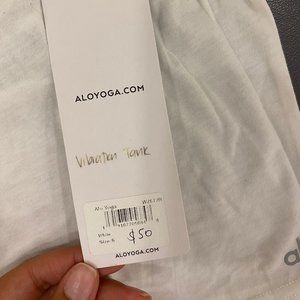 ALOYOGA.COM
Vibration Tank
Alo Yoga
White
Size S
$50
ALOYOGA.COM